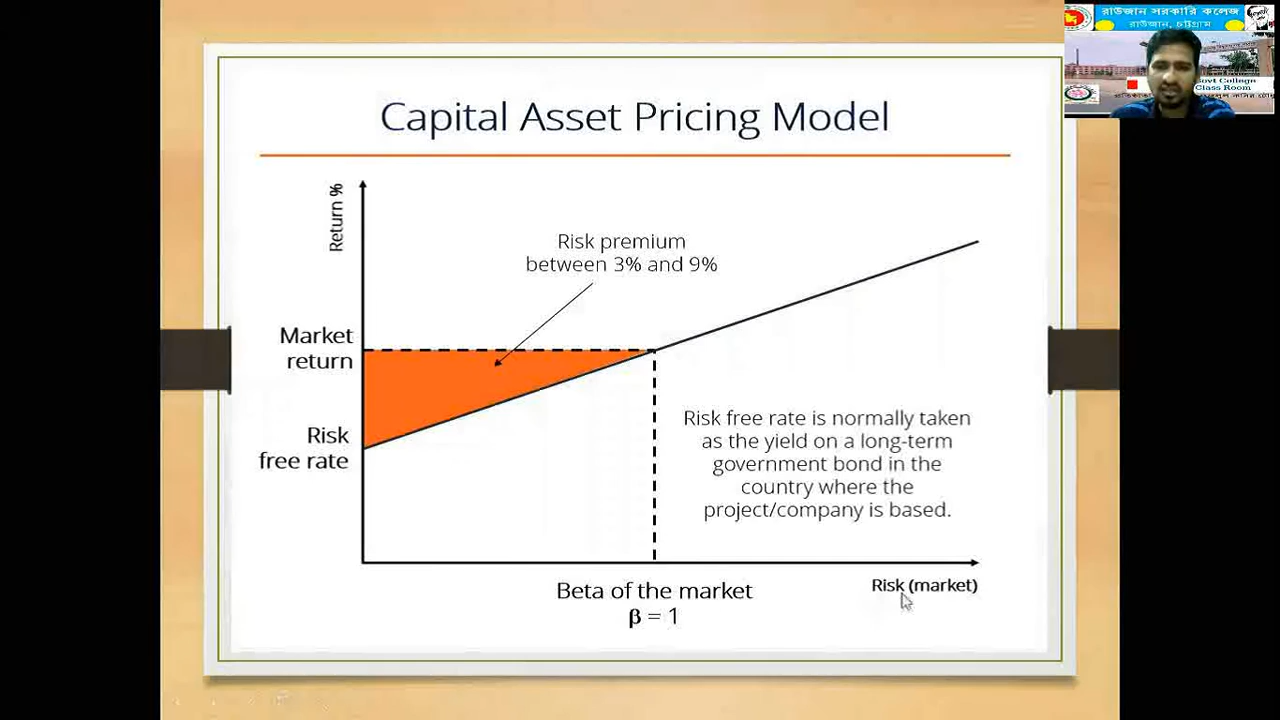 রাউজান সরকারি কলেজ
রাউজান, চট্টগ্রাম
Govt College
Class Room
Capital Asset Pricing Model
Return %
Risk premium
between 3% and 9%
Market
return
Risk
free rate
Risk free rate is normally taken
as the yield on a long-term
government bond in the
country where the
project/company is based.
Beta of the market
β = 1
Risk (market)